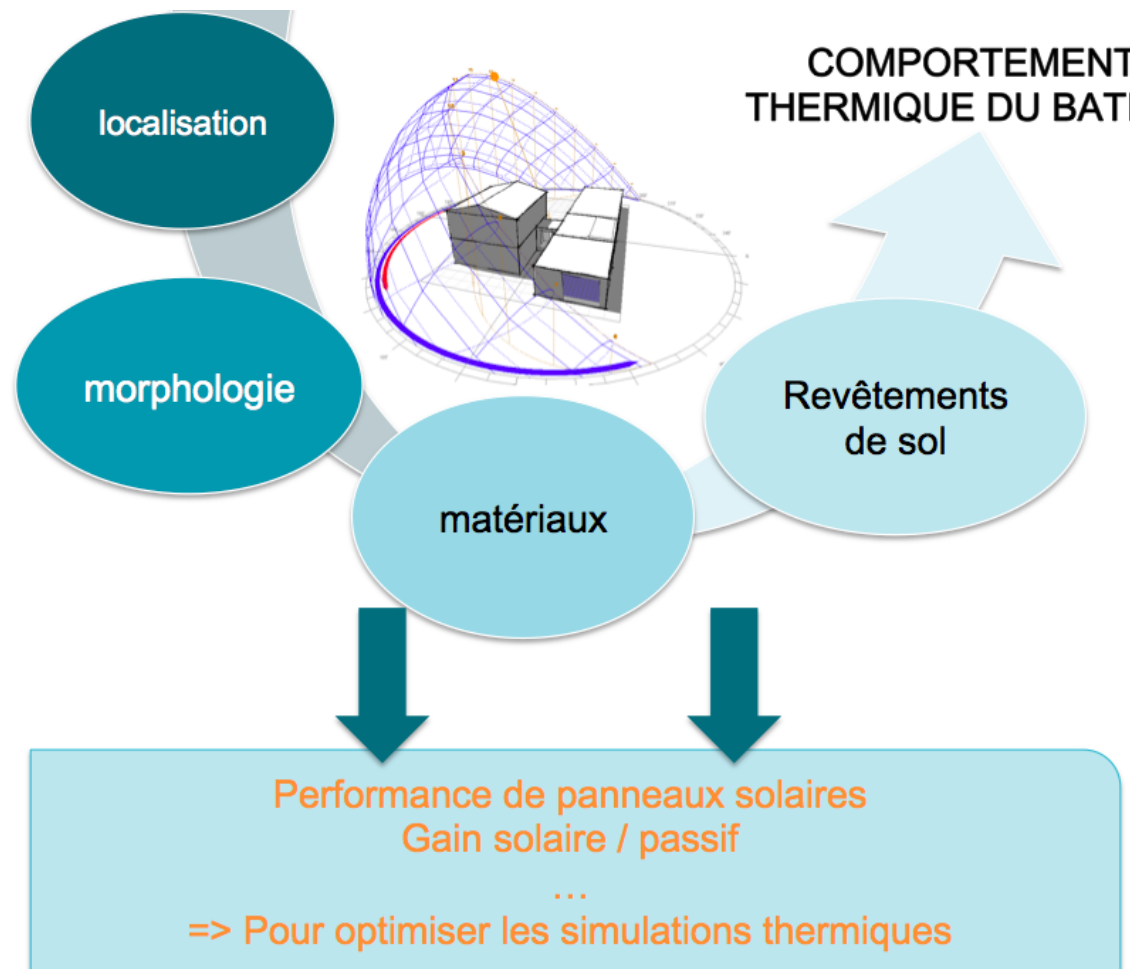 COMPORTEMENT
THERMIQUE DU BATI
localisation
morphologie
Revêtements
de sol
matériaux
Performance de panneaux solaires
Gain solaire / passif
...
=> Pour optimiser les simulations thermiques